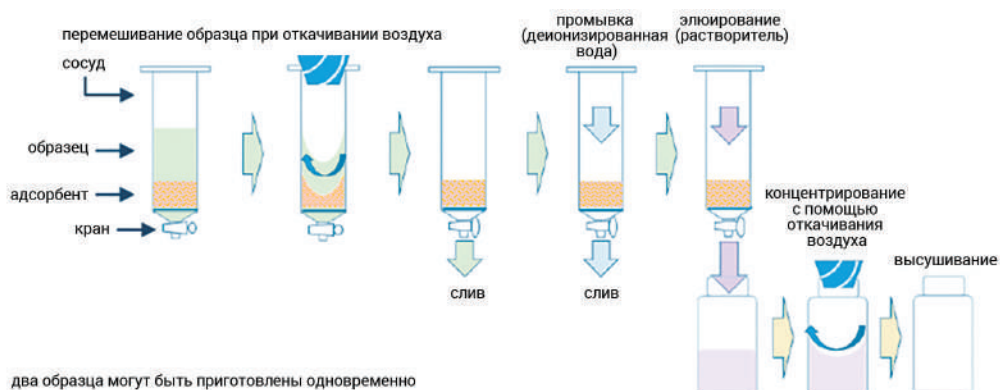 перемешивание образца при откачивании воздуха
промывка
(деионизированная
вода)
элюирование
(растворитель)
сосуд
образец
адсорбент
кран
слив
слив
концентрирование
с помощью
откачивания
воздуха
высушивание
два образца могут быть приготовлены одновременно